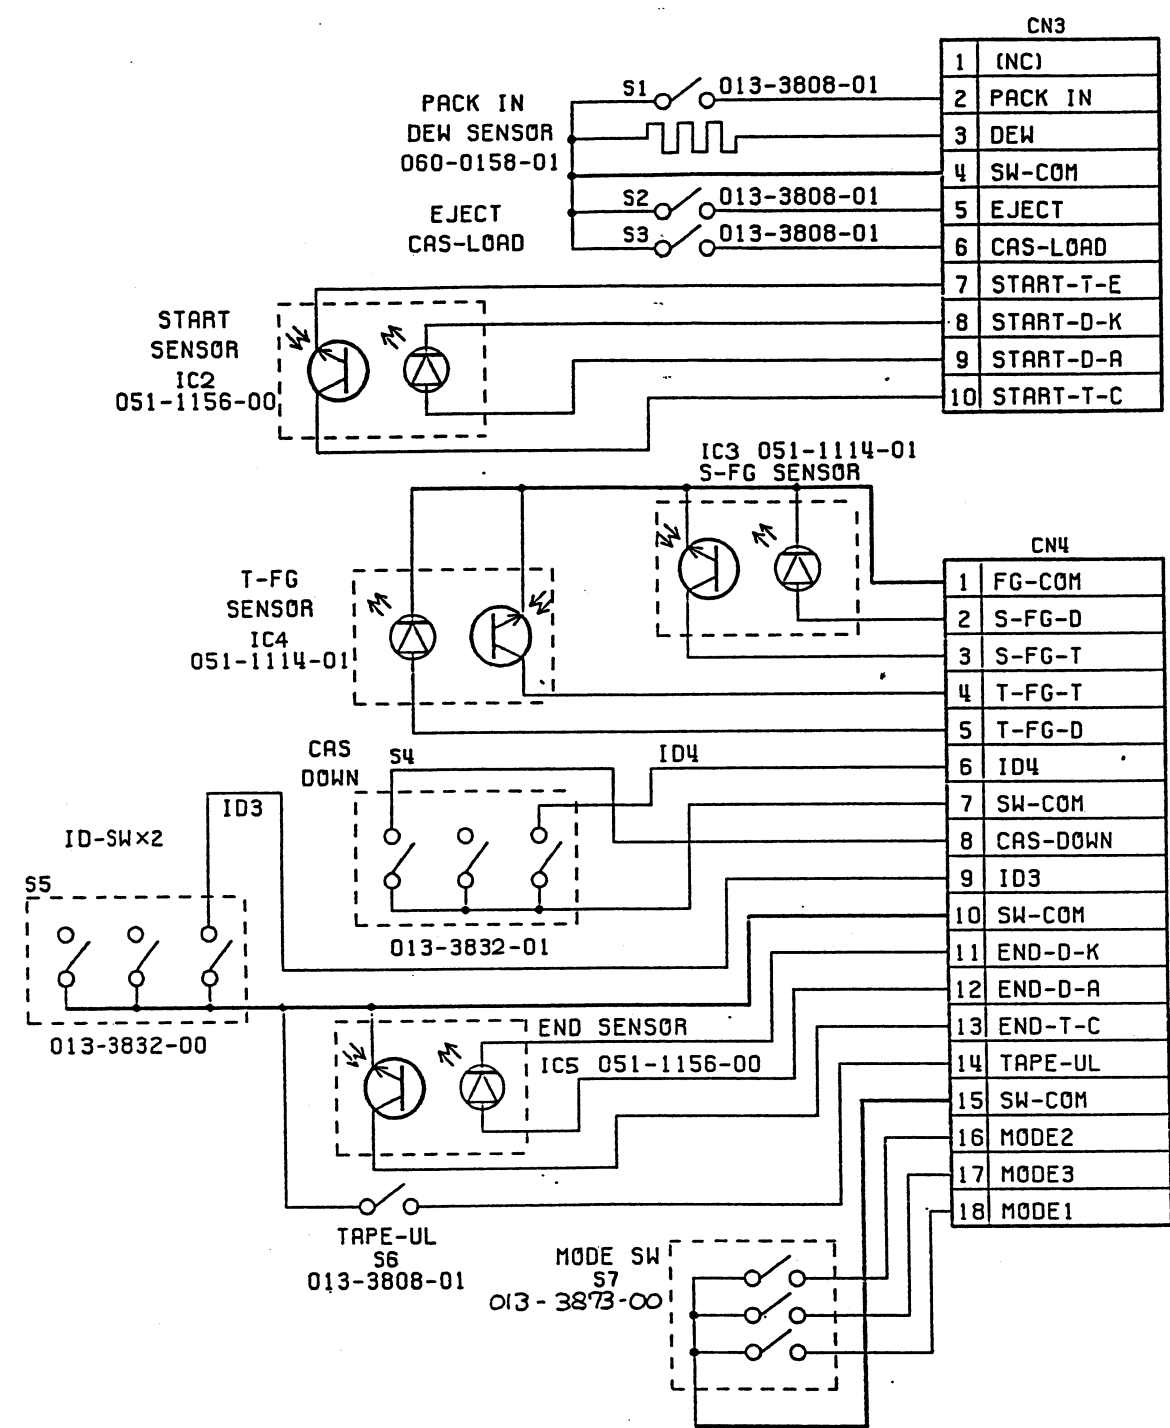 CN3
1 (NC)
2 PACK IN
3 DEW
4 SW-COM
5 EJECT
6 CAS-LOAD
7 START-T-E
8 START-D-K
9 START-D-A
10 START-T-C
S1 013-3808-01
PACK IN
DEW SENSOR
060-0158-01
S2 013-3808-01
EJECT
CAS-LOAD
S3 013-3808-01
START
SENSOR
IC2
051-1156-00
IC3 051-1114-01
S-FG SENSOR
CN4
1 FG-COM
2 S-FG-D
3 S-FG-T
4 T-FG-T
5 T-FG-D
6 ID4
7 SW-COM
8 CAS-DOWN
9 ID3
10 SW-COM
11 END-D-K
12 END-D-A
13 END-T-C
14 TAPE-UL
15 SW-COM
16 MODE2
17 MODE3
18 MODE1
T-FG
SENSOR
IC4
051-1114-01
CAS
DOWN
S4
ID4
ID3
ID-SW×2
S5
013-3832-01
013-3832-00
END SENSOR
IC5 051-1156-00
TAPE-UL
S6
013-3808-01
MODE SW
S7
013-3873-00